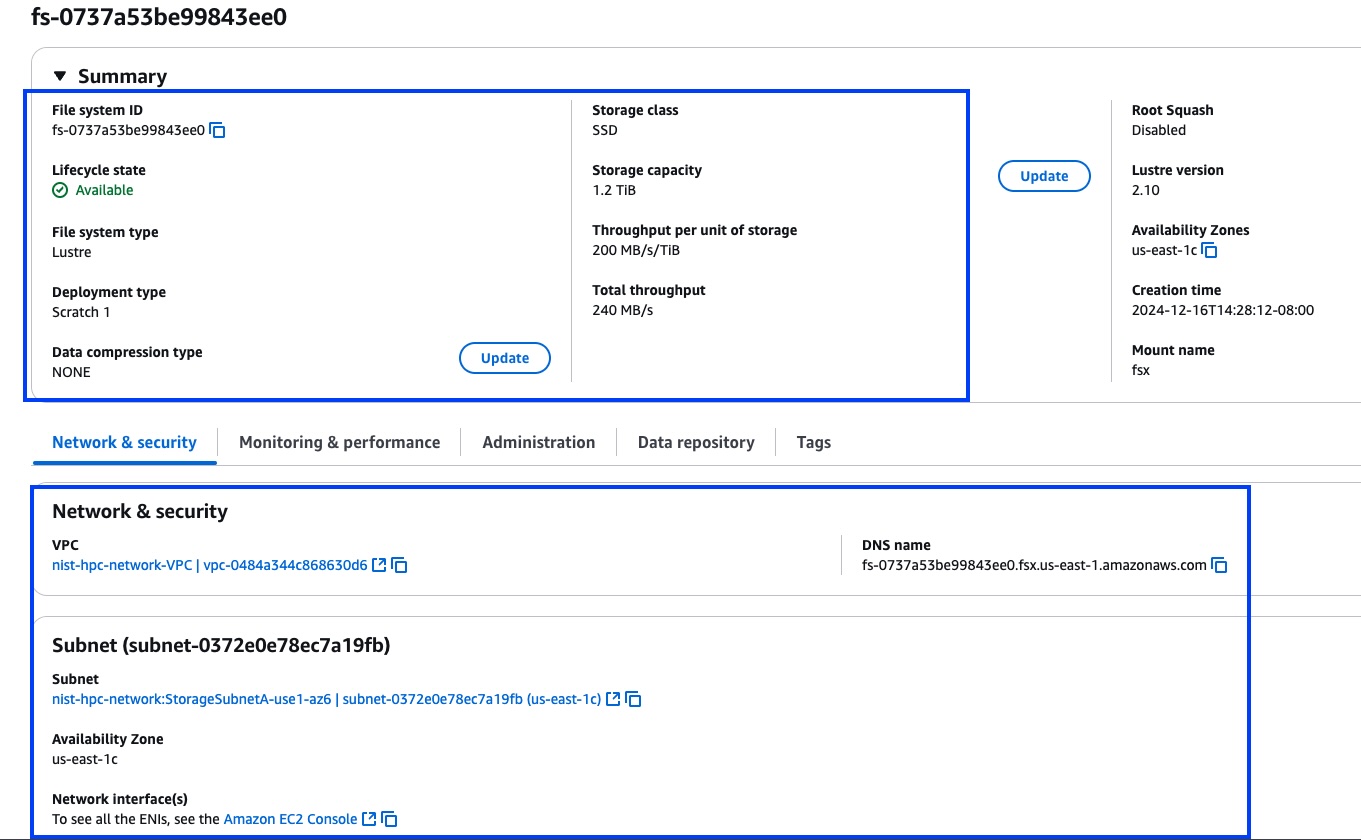 fs-0737a53be99843ee0
Summary
File system ID
fs-0737a53be99843ee0
Lifecycle state
Available
File system type
Lustre
Deployment type
Scratch 1
Data compression type
NONE
Update
Storage class
SSD
Storage capacity
1.2 TiB
Throughput per unit of storage
200 MB/s/TiB
Total throughput
240 MB/s
Update
Root Squash
Disabled
Lustre version
2.10
Availability Zones
us-east-1c
Creation time
2024-12-16T14:28:12-08:00
Mount name
fsx
Network & security
Monitoring & performance
Administration
Data repository
Tags
Network & security
VPC
nist-hpc-network-VPC | vpc-0484a344c868630d6
DNS name
fs-0737a53be99843ee0.fsx.us-east-1.amazonaws.com
Subnet (subnet-0372e0e78ec7a19fb)
Subnet
nist-hpc-network:StorageSubnetA-use1-az6 | subnet-0372e0e78ec7a19fb (us-east-1c)
Availability Zone
us-east-1c
Network interface(s)
To see all the ENIs, see the Amazon EC2 Console